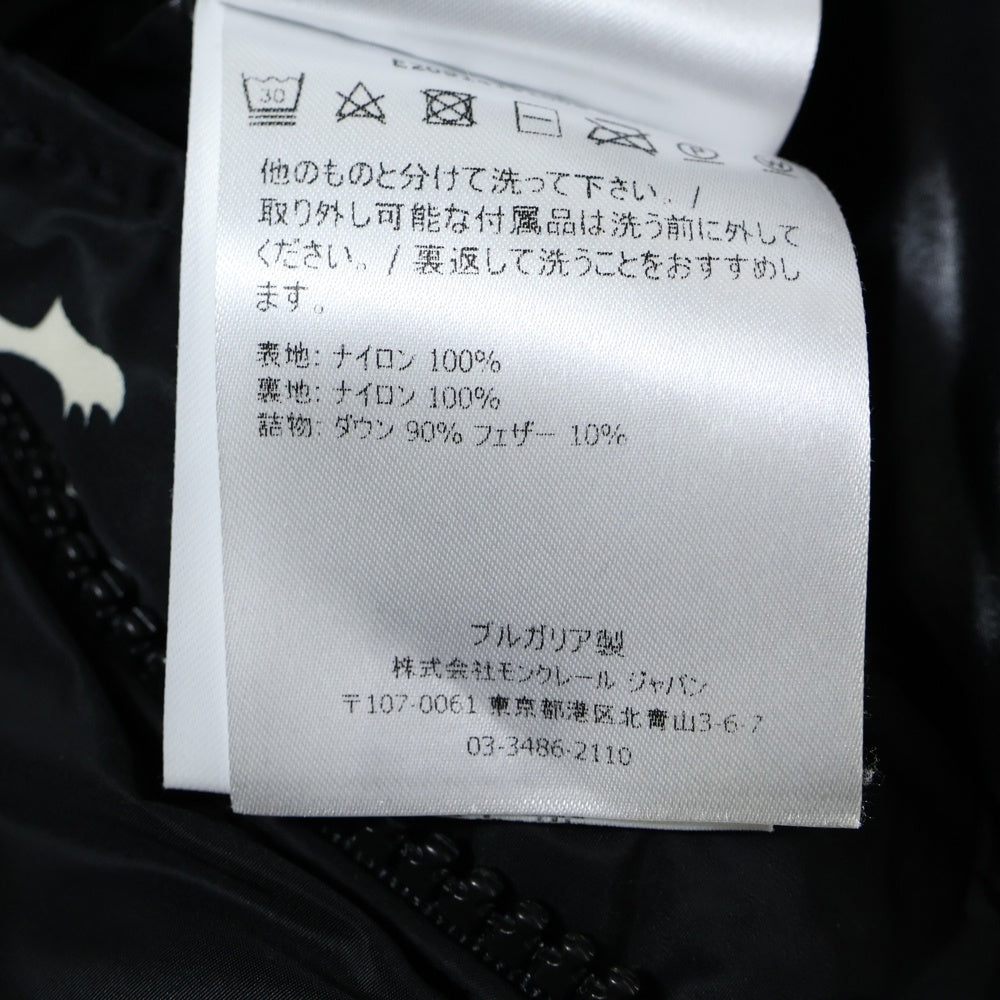 30
P
W
他のものと分けて洗って下さい。/
取り外し可能な付属品は洗う前に外して
ください。/ 裏返して洗うことをおすすめし
ます。
表地: ナイロン 100%
裏地: ナイロン 100%
詰物: ダウン 90% フェザー 10%
ブルガリア製
株式会社モンクレール ジャパン
〒107-0061 東京都港区北青山3-6-7
03-3486-2110